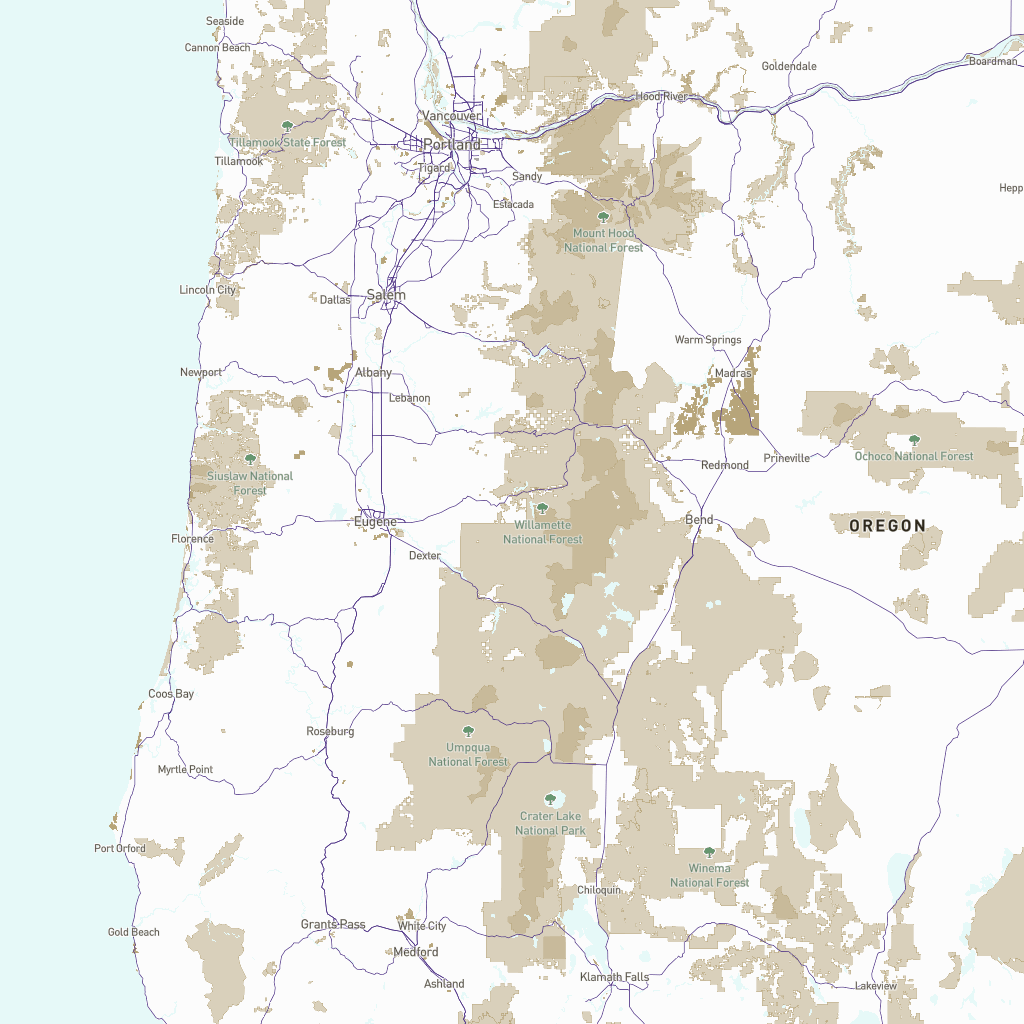 Seaside
Cannon Beach
Goldendale
Boardman
Hood River
Vancouver
Tillamook State Forest
Portland
Tillamook
Tigard
Sandy
Hepp
Estacada
Mount Hood
National Forest
Lincoln City
Dallas
Salem
Warm Springs
Newport
Albany
Madras
Lebanon
Siuslaw National
Forest
Ochoco National Forest
Prineville
Redmond
Eugene
Willamette
National Forest
Bend
OREGON
Florence
Dexter
Coos Bay
Roseburg
Umpqua
National Forest
Myrtle Point
Crater Lake
National Park
Port Orford
Winema
National Forest
Chiloquin
Gold Beach
Grants Pass
White City
Medford
Ashland
Klamath Falls
Lakeview